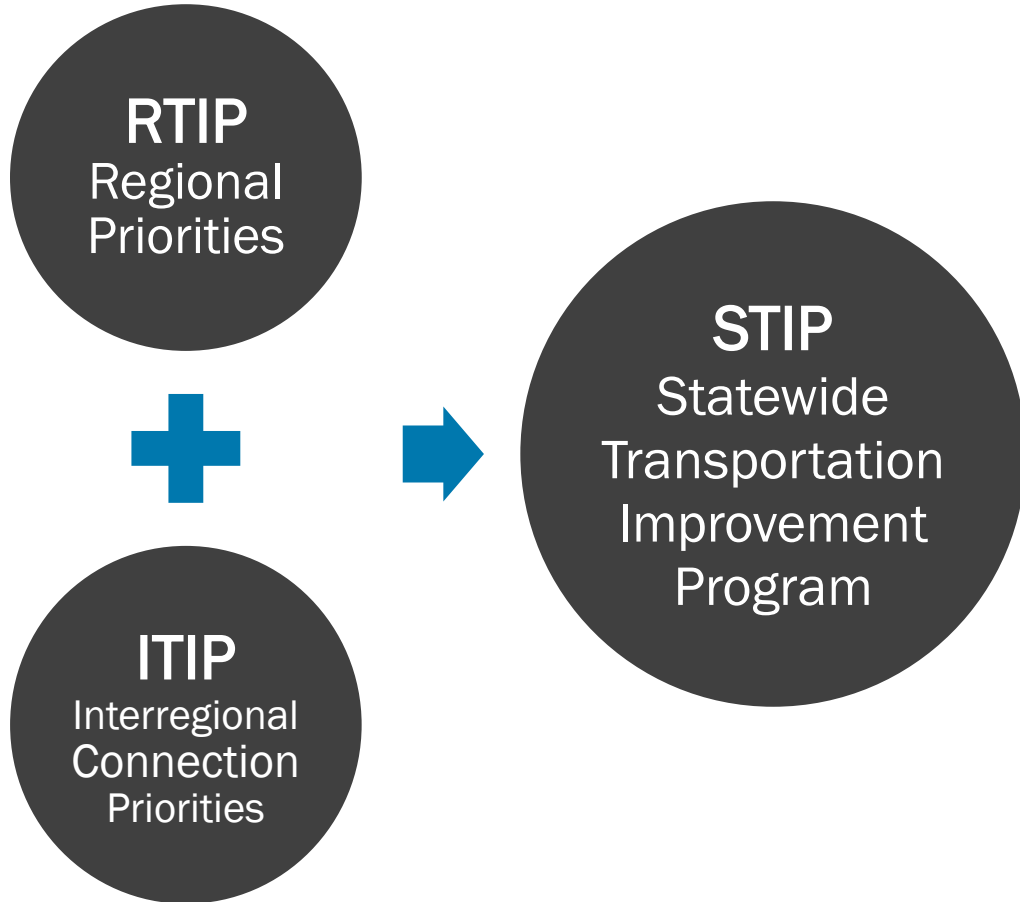 RTIP
Regional
Priorities
ITIP
Interregional
Connection
Priorities
STIP
Statewide
Transportation
Improvement
Program